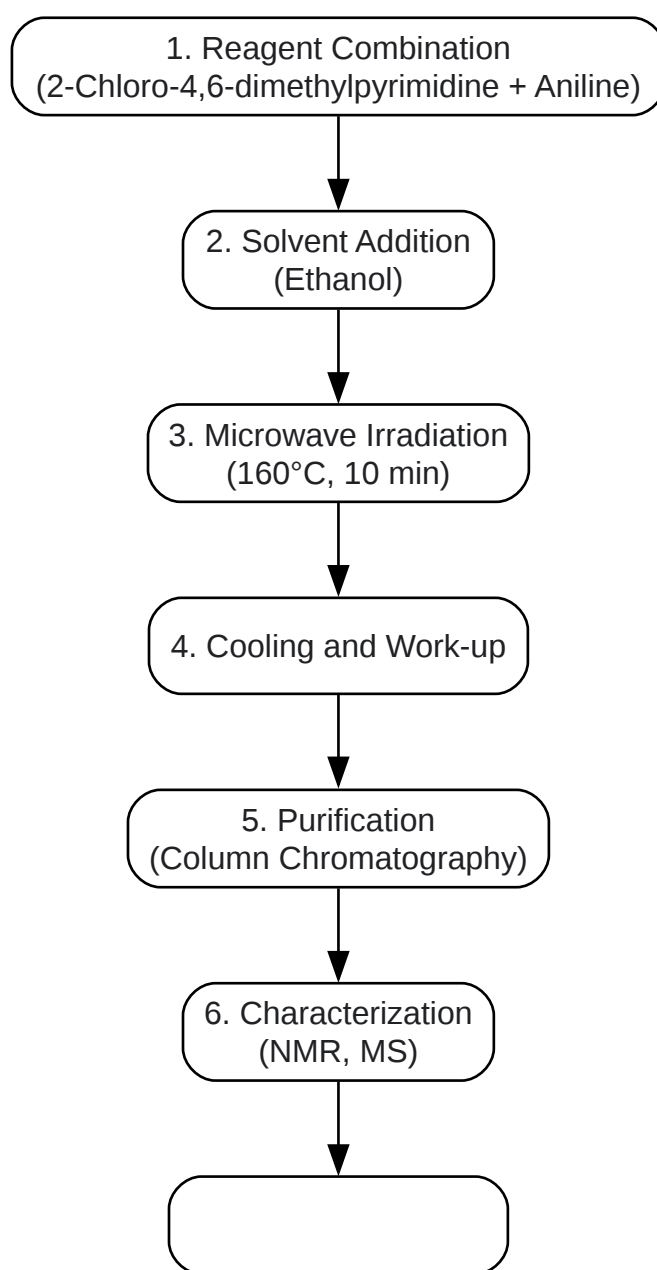 1. Reagent Combination
(2-Chloro-4,6-dimethylpyrimidine + Aniline)
2. Solvent Addition
(Ethanol)
3. Microwave Irradiation
(160°C, 10 min)
4. Cooling and Work-up
5. Purification
(Column Chromatography)
6. Characterization
(NMR, MS)